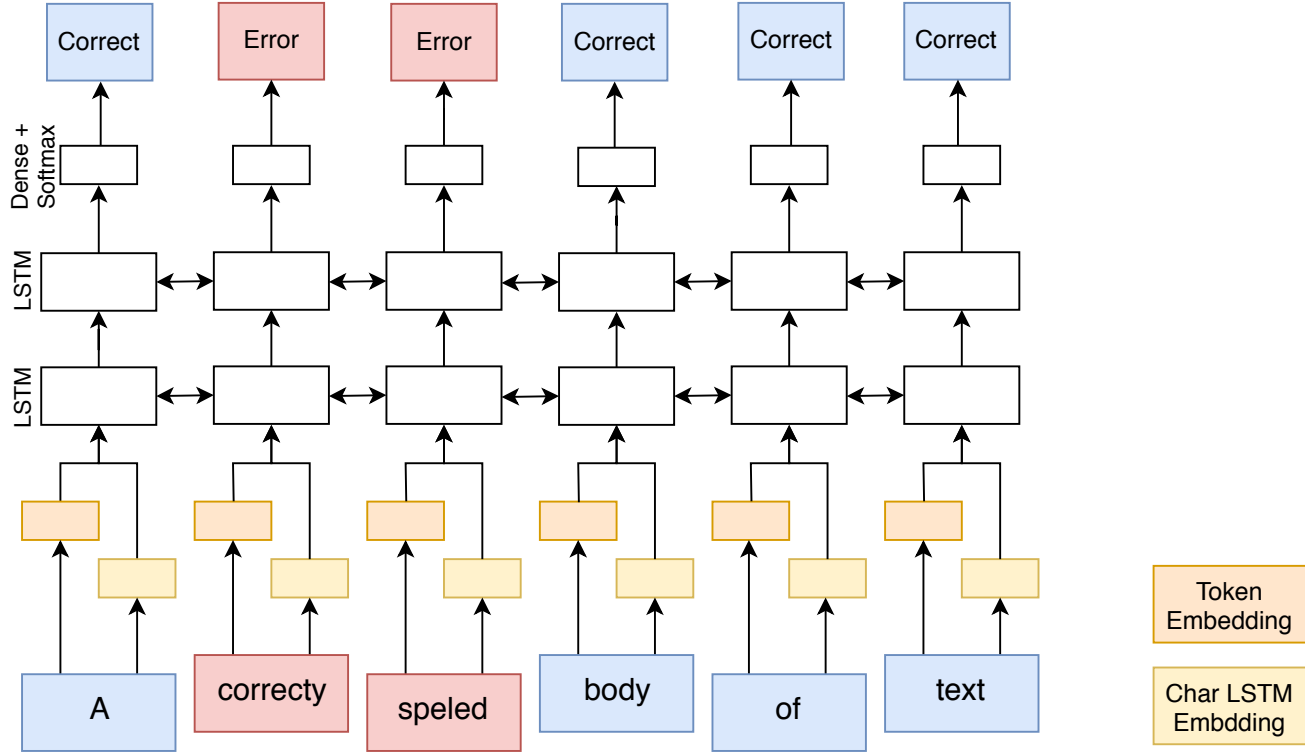 Correct
Error
Error
Correct
Correct
Correct
Dense +
Softmax
LSTM
LSTM
A
correcty
speled
body
of
text
Token
Embedding
Char LSTM
Embdding